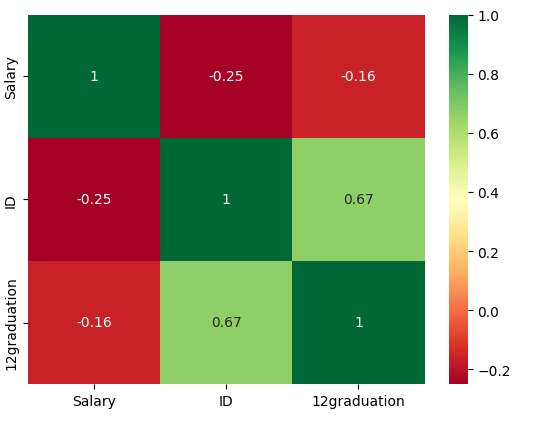 Salary
1
-0.25
-0.16
ID
-0.25
1
0.67
12graduation
-0.16
0.67
1
Salary
ID
12graduation
1.0
0.8
0.6
0.4
0.2
0.0
−0.2